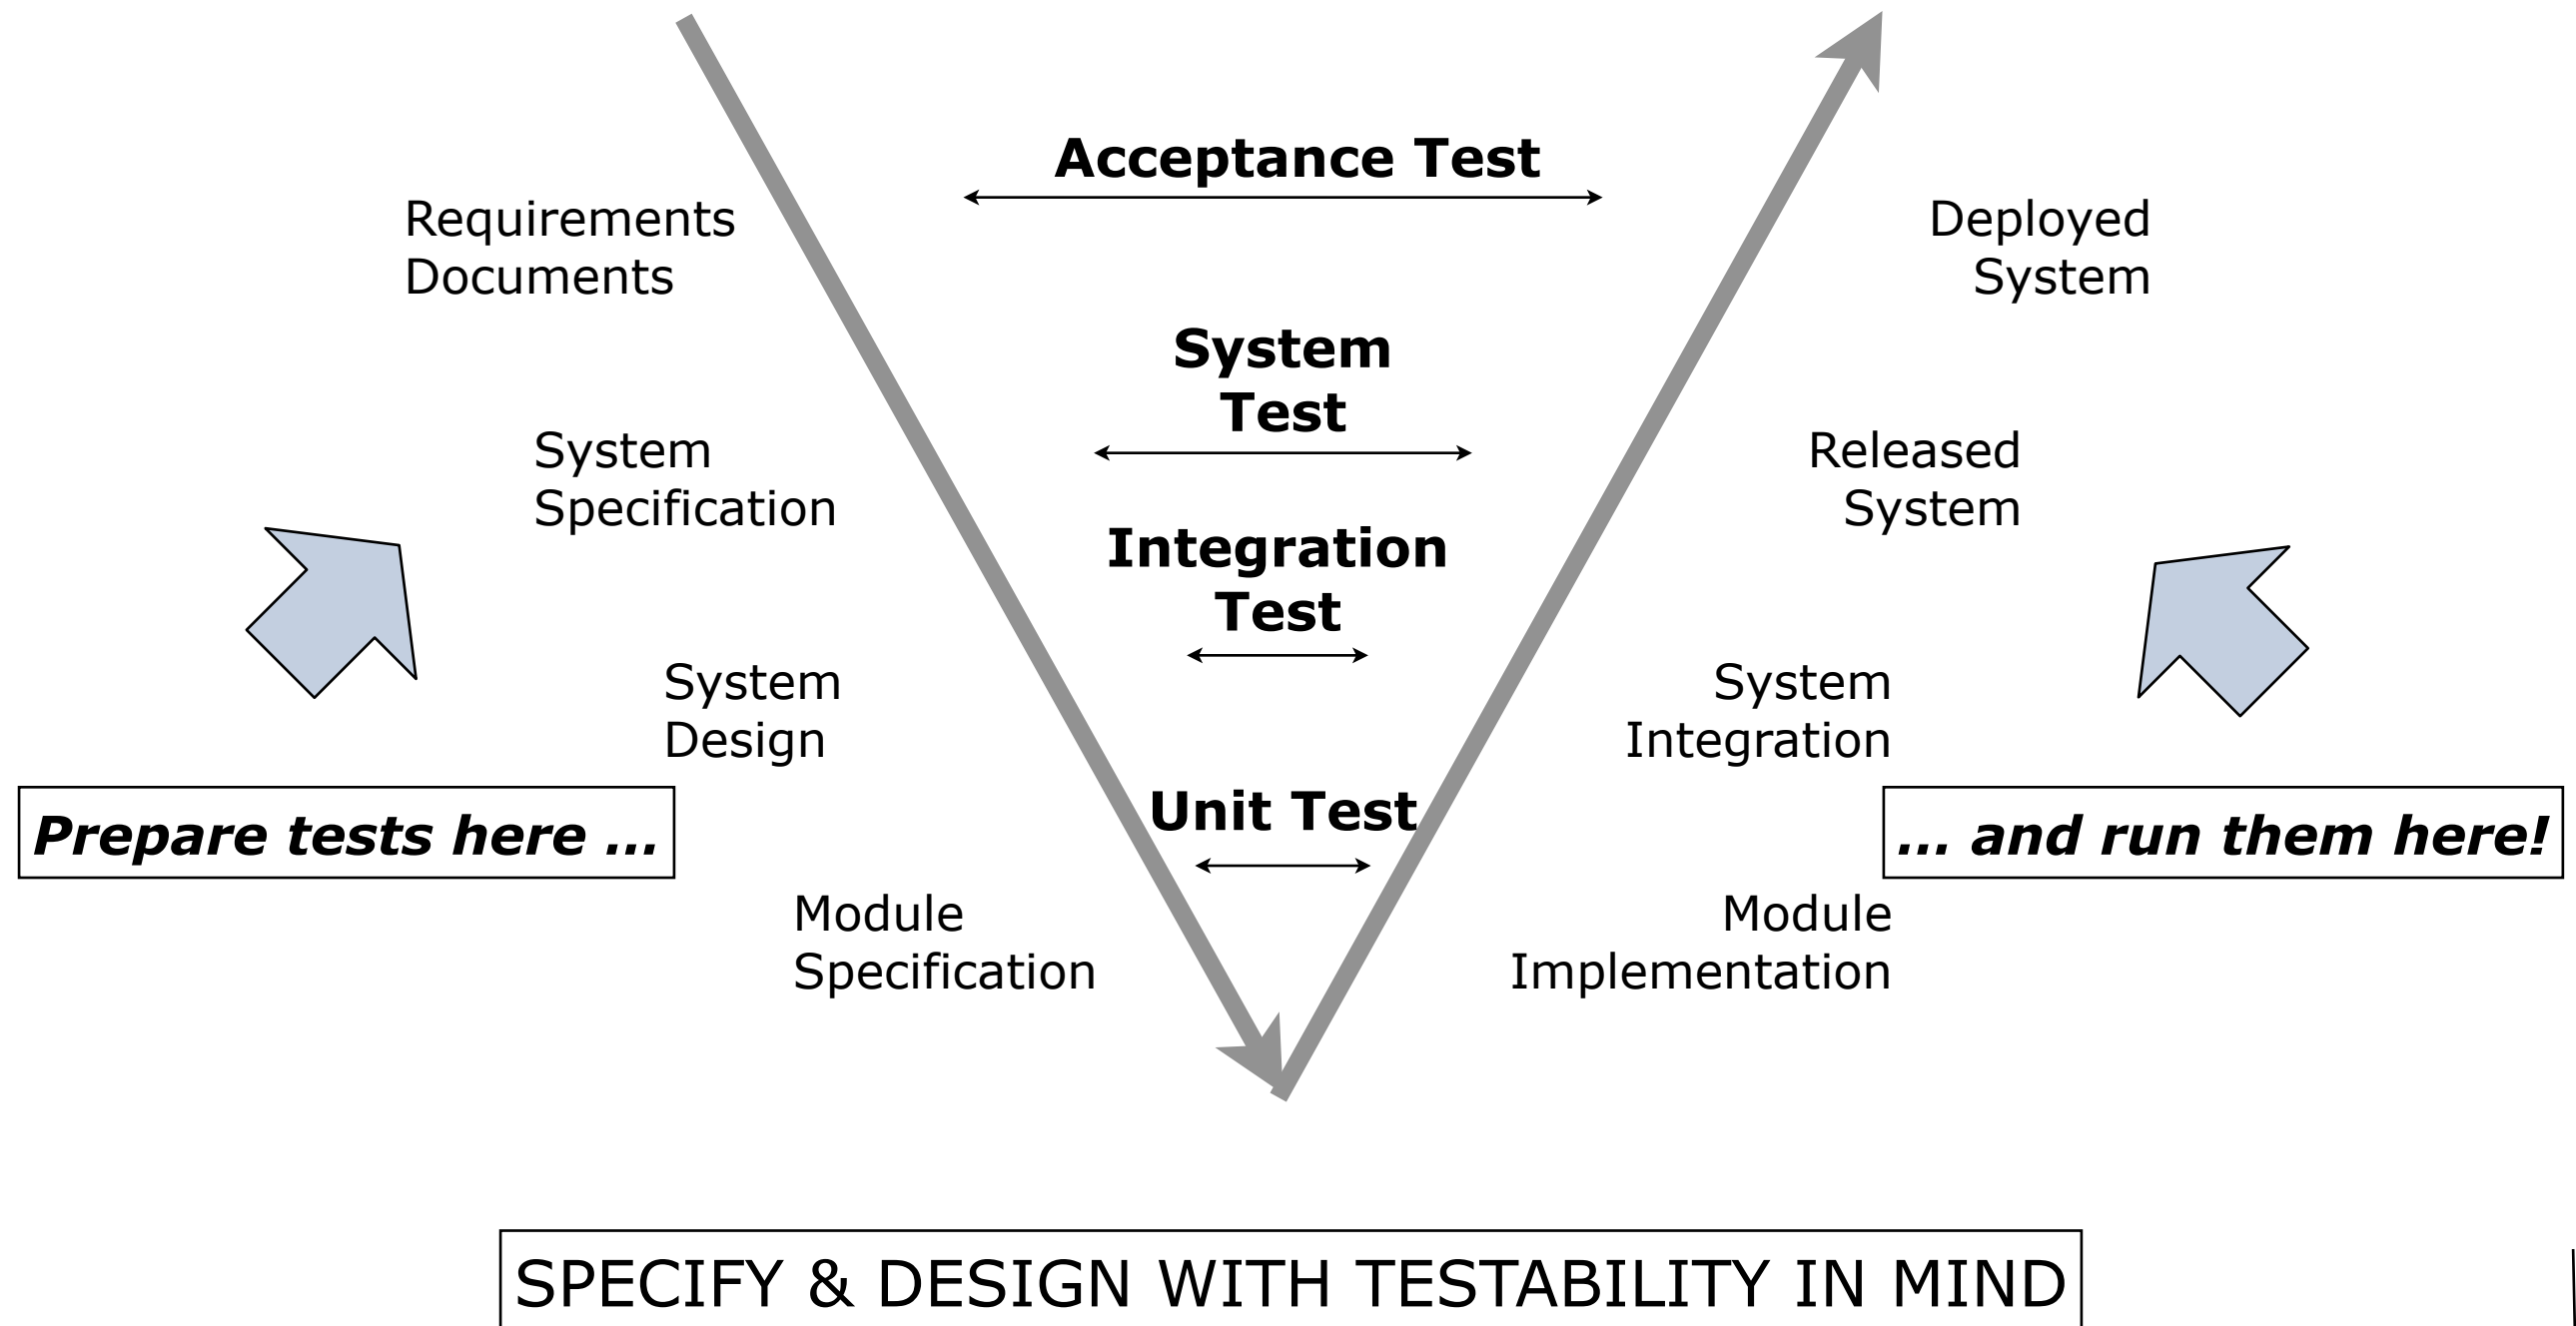 Acceptance Test
Requirements
Documents
Deployed
System
System
Test
System
Specification
Released
System
Integration
Test
System
Design
System
Integration
Unit Test
Prepare tests here ...
... and run them here!
Module
Specification
Module
Implementation
SPECIFY & DESIGN WITH TESTABILITY IN MIND